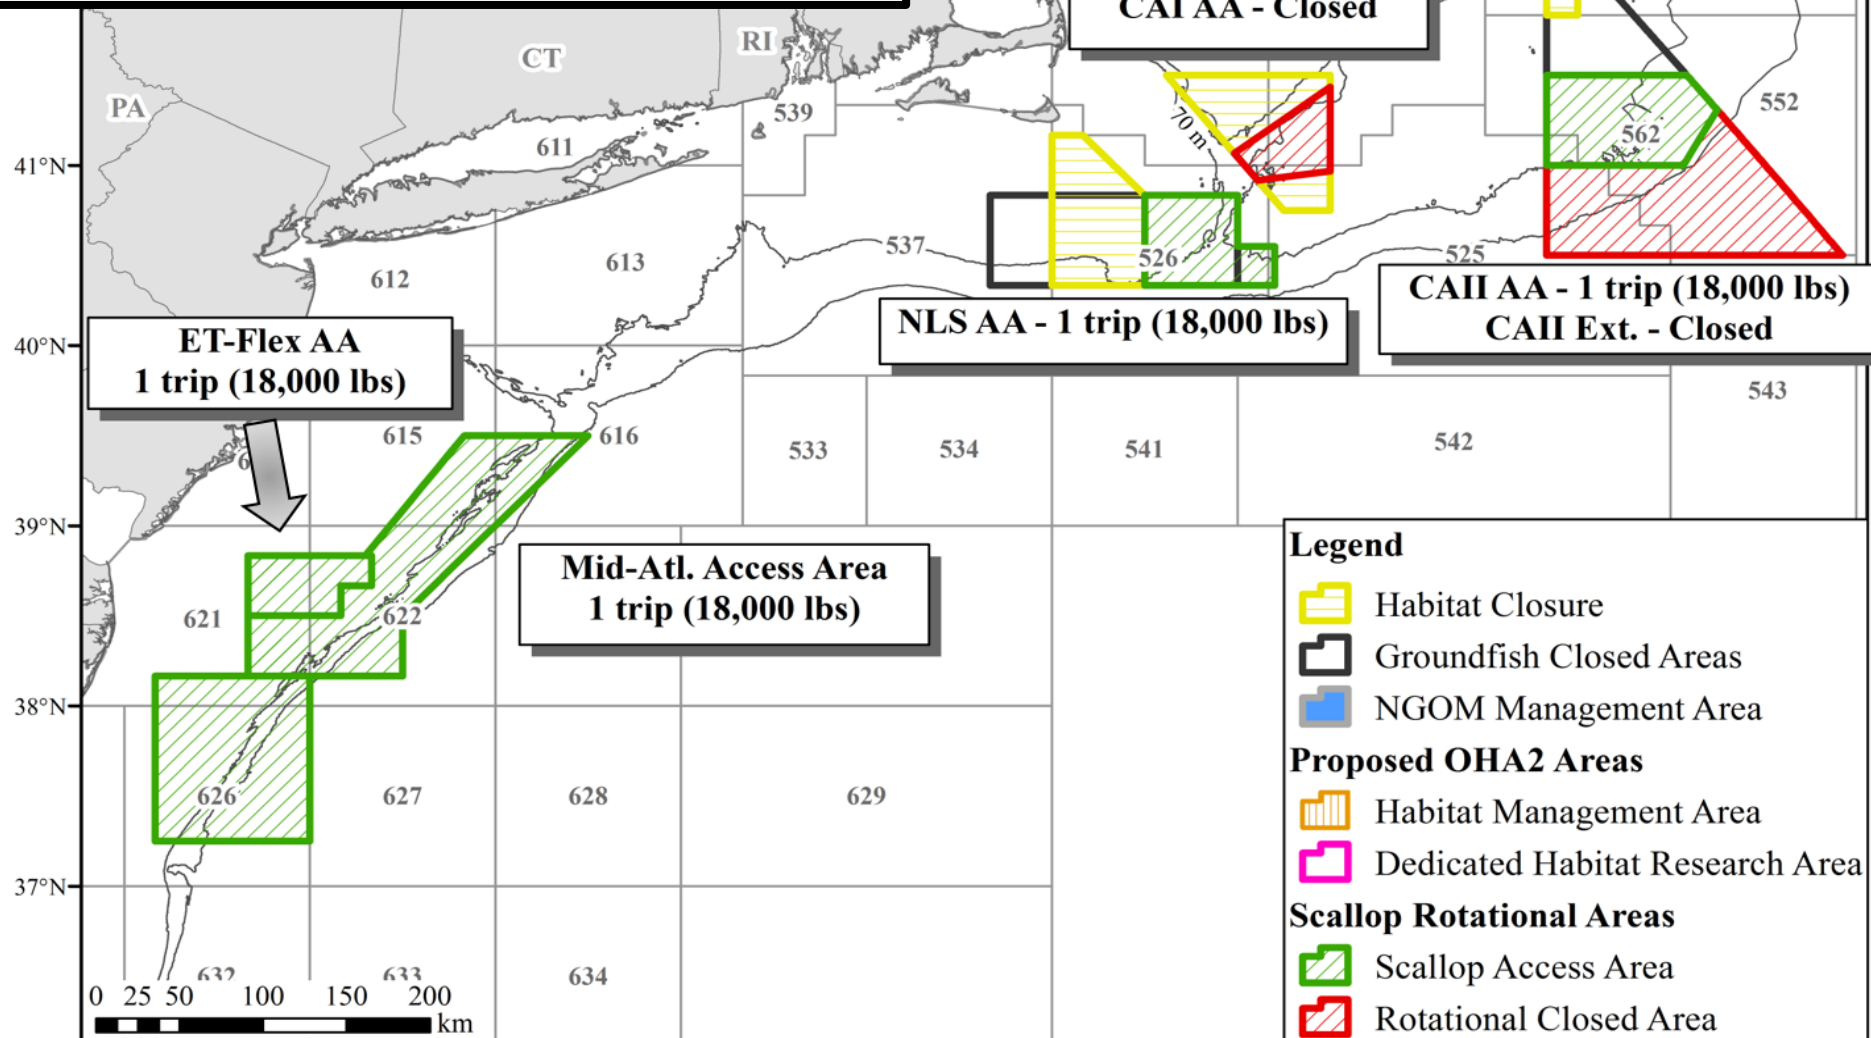 CAI AA - Closed
CT
RI
PA
539
552
70 m
611
562
41°N
537
526
525
612
613
CAII AA - 1 trip (18,000 lbs)
CAII Ext. - Closed
NLS AA - 1 trip (18,000 lbs)
ET-Flex AA
1 trip (18,000 lbs)
40°N
543
615
616
533
534
541
542
6
39°N
Mid-Atl. Access Area
1 trip (18,000 lbs)
621
622
38°N
626
627
628
629
37°N
632
633
634
0 25 50 100 150 200
km
Legend
Habitat Closure
Groundfish Closed Areas
NGOM Management Area
Proposed OHA2 Areas
Habitat Management Area
Dedicated Habitat Research Area
Scallop Rotational Areas
Scallop Access Area
Rotational Closed Area